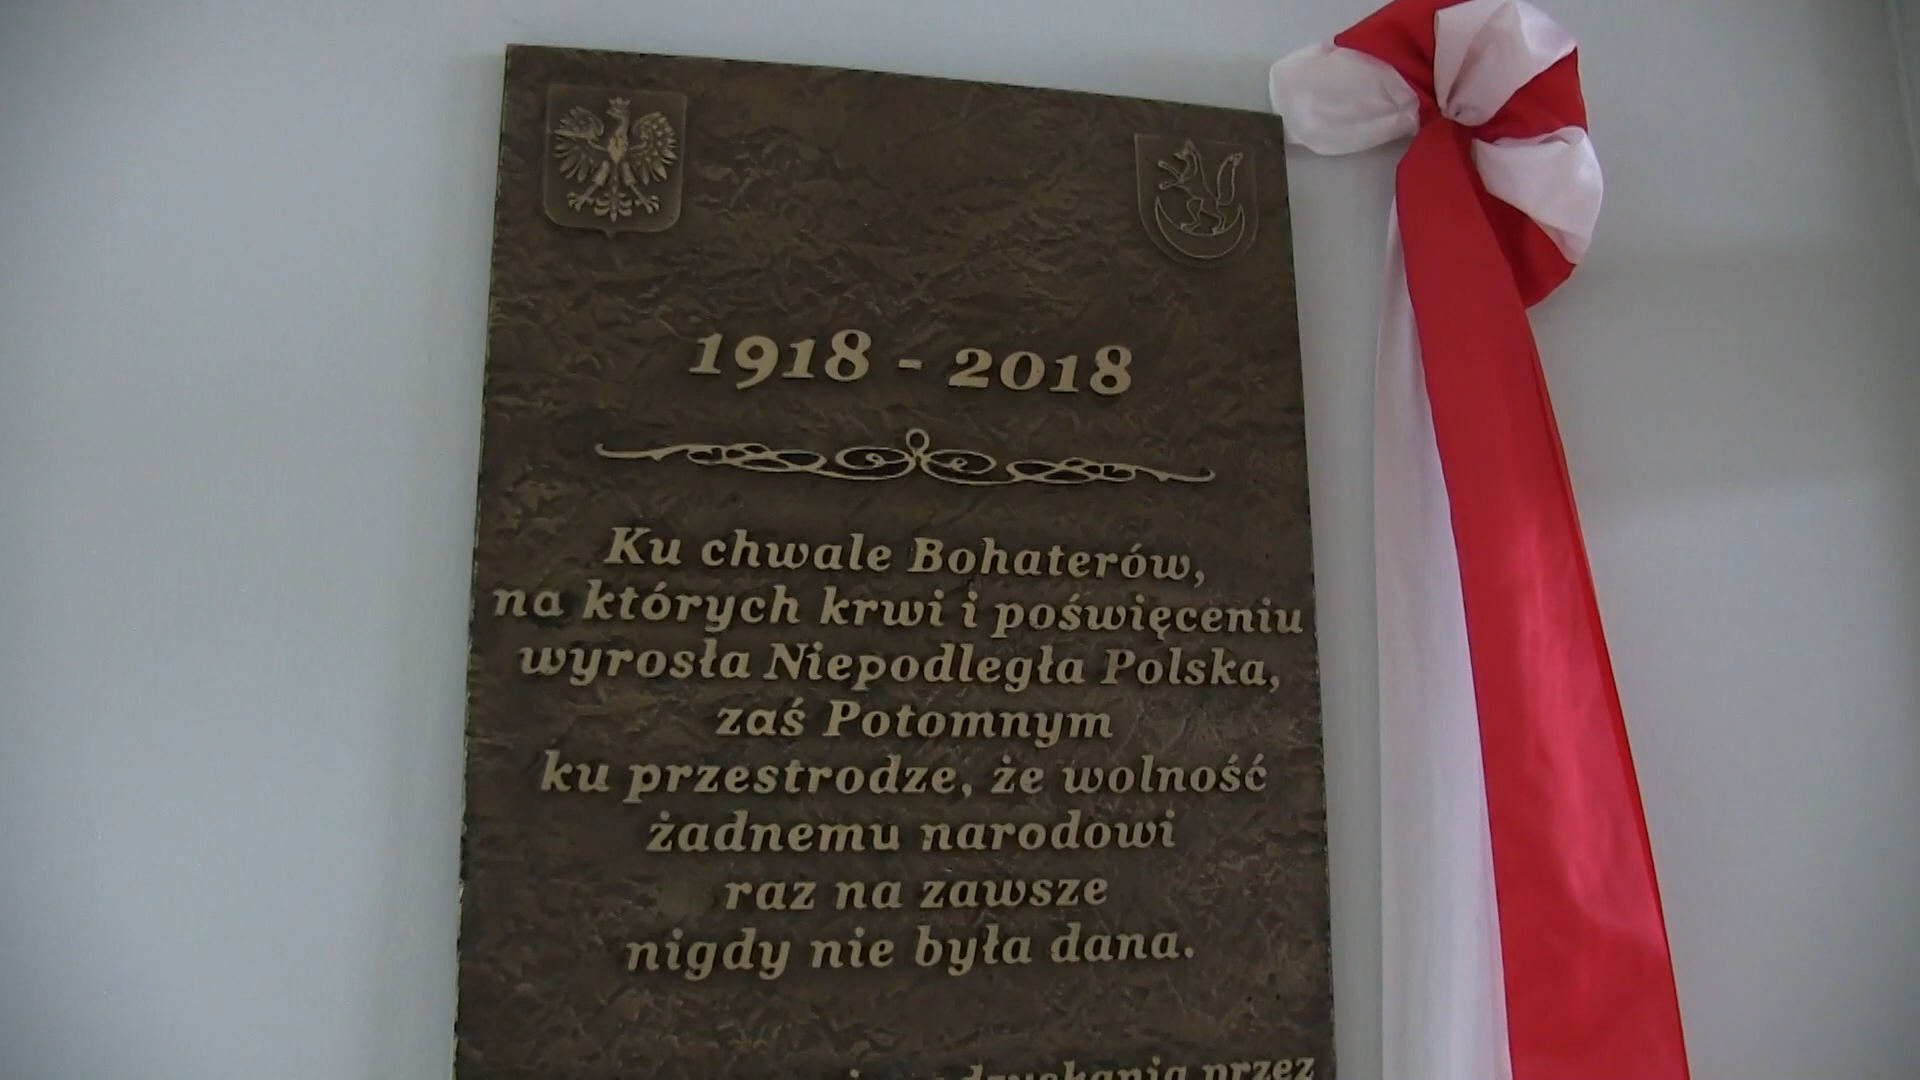 1918 - 2018
Ku chwale Bohaterów,
na których krwi i poświęceniu
wyrosła Niepodległa Polska,
zaś Potomnym
ku przestrodze, że wolność
żadnemu narodowi
raz na zawsze
nigdy nie była dana.
przez